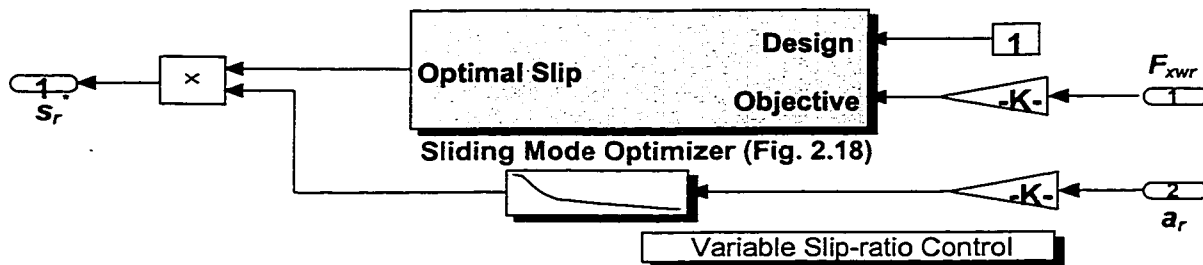 Design
1
Optimal Slip
×
1
s_r*
Objective
-K-
F_xwr
1
Sliding Mode Optimizer (Fig. 2.18)
-K-
2
a_r
Variable Slip-ratio Control